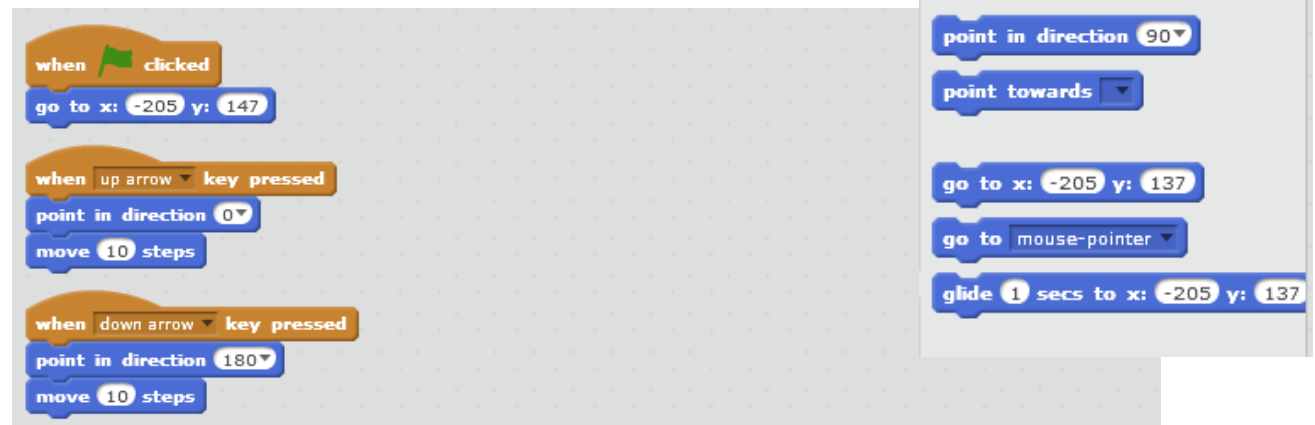 when clicked
go to x: -205 y: 147
when up arrow key pressed
point in direction 0
move 10 steps
when down arrow key pressed
point in direction 180
move 10 steps
point in direction 90
point towards
go to x: -205 y: 137
go to mouse-pointer
glide 1 secs to x: -205 y: 137